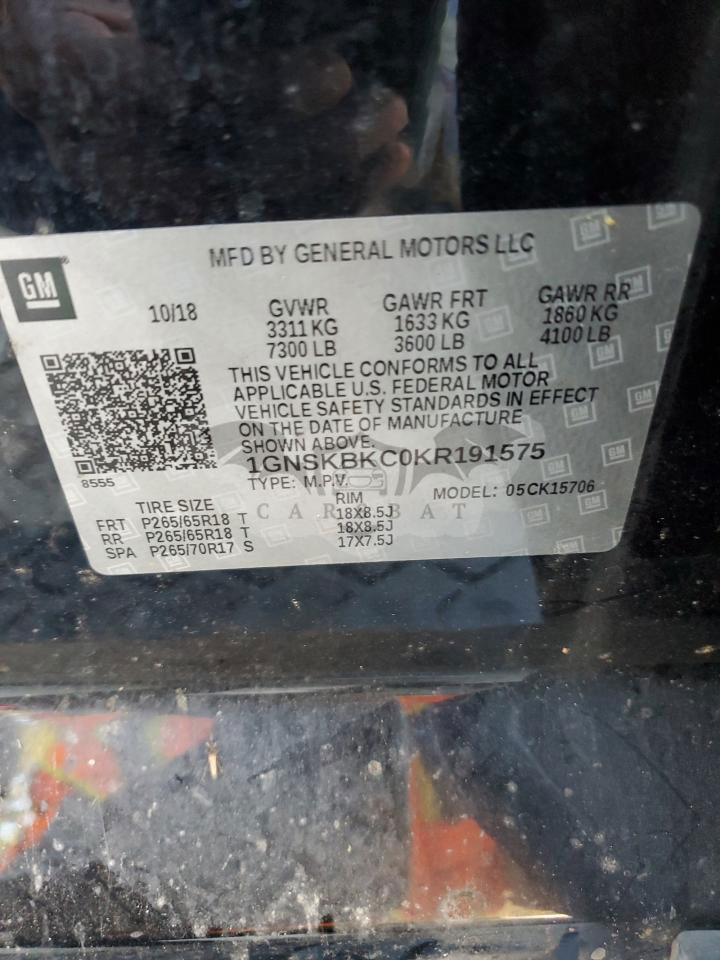 MFD BY GENERAL MOTORS LLC
GM
10/18
GVWR GAWR FRT GAWR RR
3311 KG 1633 KG 1860 KG
7300 LB 3600 LB 4100 LB
THIS VEHICLE CONFORMS TO ALL
APPLICABLE U.S. FEDERAL MOTOR
VEHICLE SAFETY STANDARDS IN EFFECT
ON THE DATE OF MANUFACTURE
SHOWN ABOVE.
1GNSKBKC0KR191575
8555
TYPE: M.P.V. MODEL: 05CK15706
TIRE SIZE RIM
FRT P265/65R18 T 18X8.5J
RR P265/65R18 T 18X8.5J
SPA P265/70R17 S 17X7.5J